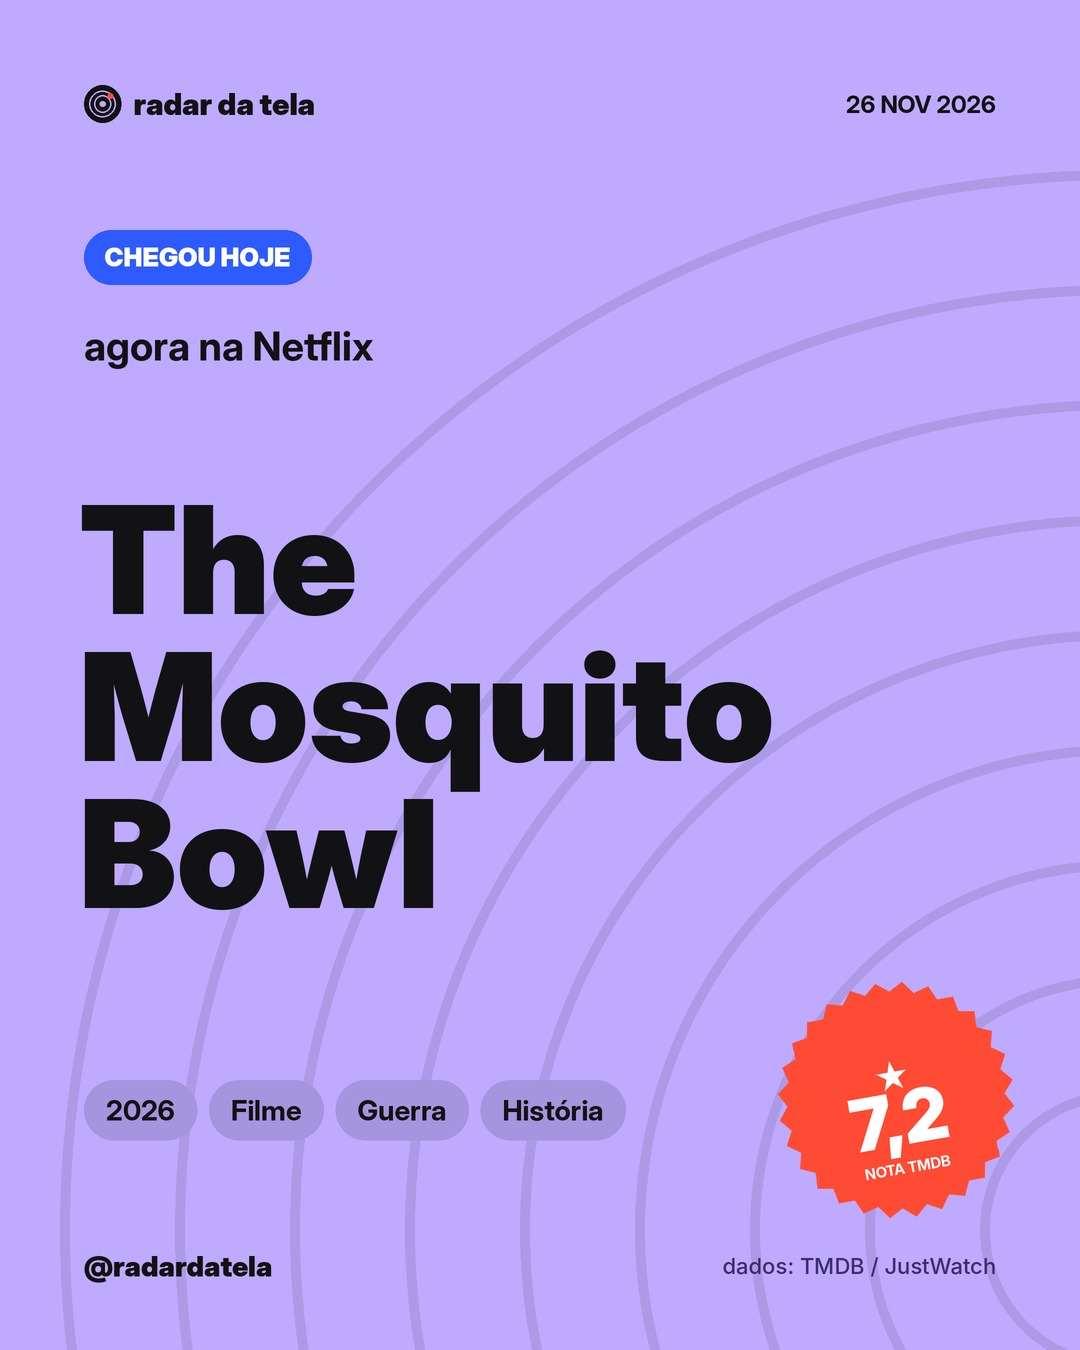 radar da tela
26 NOV 2026
CHEGOU HOJE
agora na Netflix
The
Mosquito
Bowl
2026
Filme
Guerra
História
★
7,2
NOTA TMDB
@radardatela
dados: TMDB / JustWatch